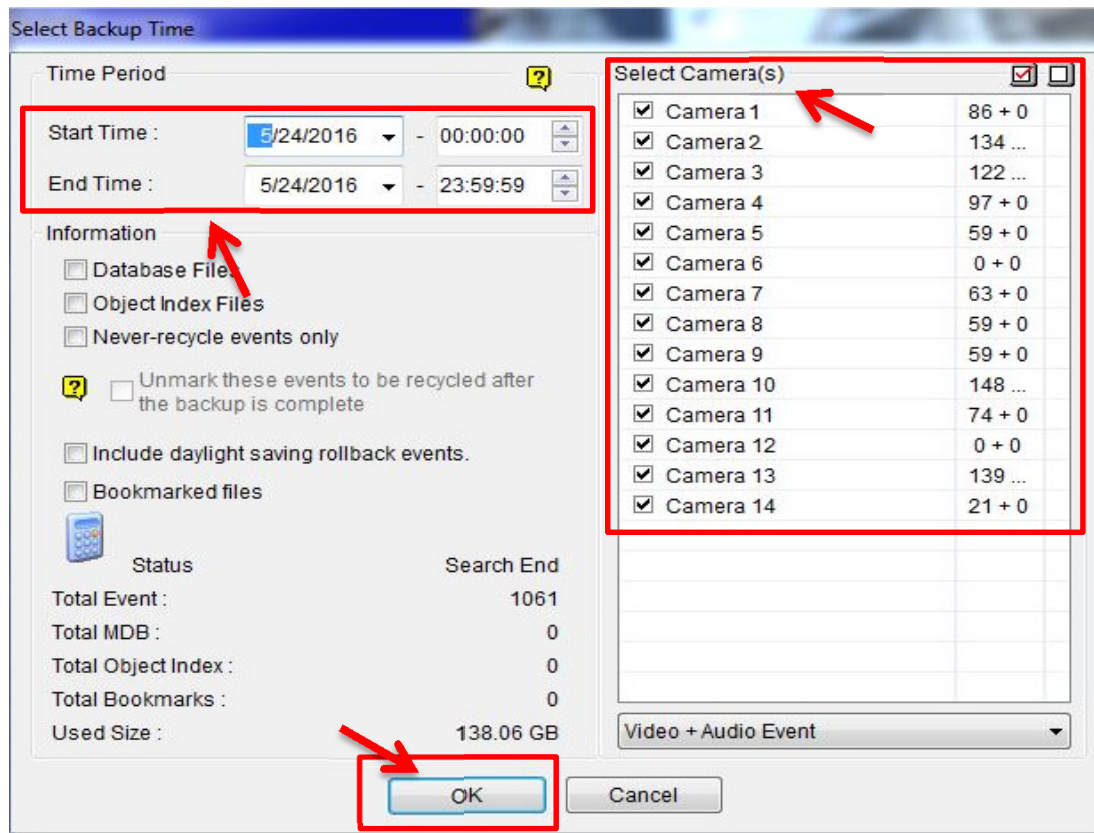 Select Backup Time
Time Period
Start Time : 5/24/2016 - 00:00:00
End Time : 5/24/2016 - 23:59:59
Information
Database Files
Object Index Files
Never-recycle events only
Unmark these events to be recycled after
the backup is complete
Include daylight saving rollback events.
Bookmarked files
Status Search End
Total Event : 1061
Total MDB : 0
Total Object Index : 0
Total Bookmarks : 0
Used Size : 138.06 GB
Select Camera(s)
Camera 1 86 + 0
Camera 2 134 ...
Camera 3 122 ...
Camera 4 97 + 0
Camera 5 59 + 0
Camera 6 0 + 0
Camera 7 63 + 0
Camera 8 59 + 0
Camera 9 59 + 0
Camera 10 148 ...
Camera 11 74 + 0
Camera 12 0 + 0
Camera 13 139 ...
Camera 14 21 + 0
Video + Audio Event
OK Cancel